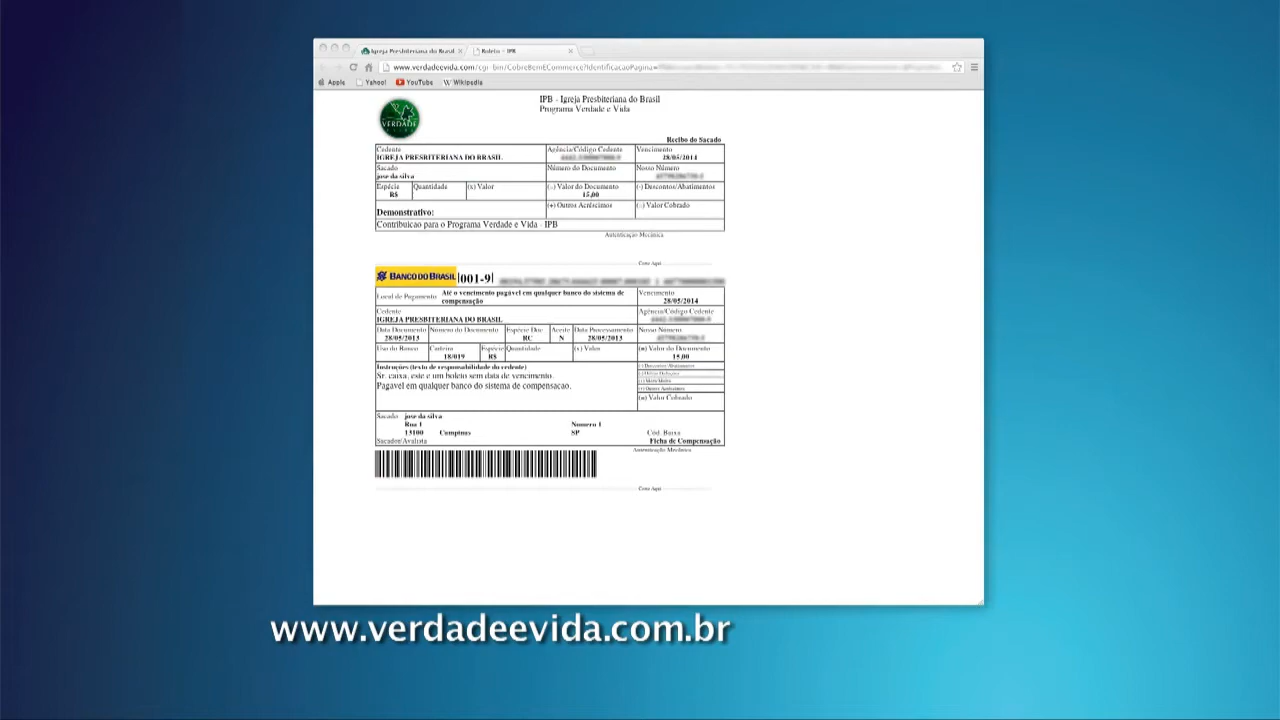 Igreja Presbiteriana do Brasil
Boleto - IPB
www.verdadeevida.com/cgi-bin/CobreBemECommerce?IdentificacaoPagina=
Apple Yahoo! YouTube Wikipedia
VERDADE
IPB - Igreja Presbiteriana do Brasil
Programa Verdade e Vida
Recibo do Sacado
Cedente Agência/Código Cedente Vencimento
IGREJA PRESBITERIANA DO BRASIL 28/05/2014
Sacado Número do Documento Nosso Número
jose da silva
Espécie Quantidade (x) Valor (=) Valor do Documento (-) Descontos/Abatimentos
R$ 15,00
(+) Outros Acréscimos (=) Valor Cobrado
Demonstrativo:
Contribuicao para o Programa Verdade e Vida - IPB
Autenticação Mecânica
Corte Aqui
BANCO DO BRASIL |001-9|
Local de Pagamento Até o vencimento pagável em qualquer banco do sistema de compensação Vencimento
28/05/2014
Cedente Agência/Código Cedente
IGREJA PRESBITERIANA DO BRASIL
Data Documento Número do Documento Espécie Doc Aceite Data Processamento Nosso Número
28/05/2013 RC N 28/05/2013
Uso do Banco Carteira Espécie Quantidade (x) Valor (=) Valor do Documento
18/019 R$ 15,00
Instruções (texto de responsabilidade do cedente) (-) Descontos/Abatimentos
Sr. caixa, este e um boleto sem data de vencimento.
Pagavel em qualquer banco do sistema de compensacao.
(+) Outros Acréscimos
(=) Valor Cobrado
Sacado jose da silva
Rua 1 Numero 1
13100 Campinas SP Cód. Baixa
Sacador/Avalista Ficha de Compensação
Autenticação Mecânica
Corte Aqui
www.verdadeevida.com.br